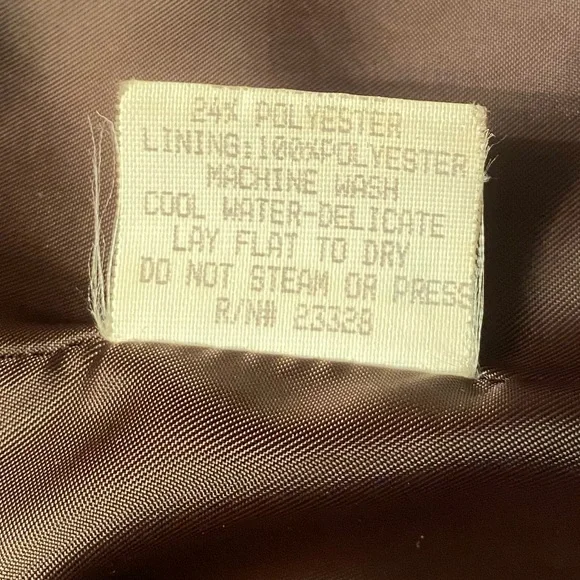 24% POLYESTER
LINING:100%POLYESTER
MACHINE WASH
COOL WATER-DELICATE
LAY FLAT TO DRY
DO NOT STEAM OR PRESS
R/N# 23328